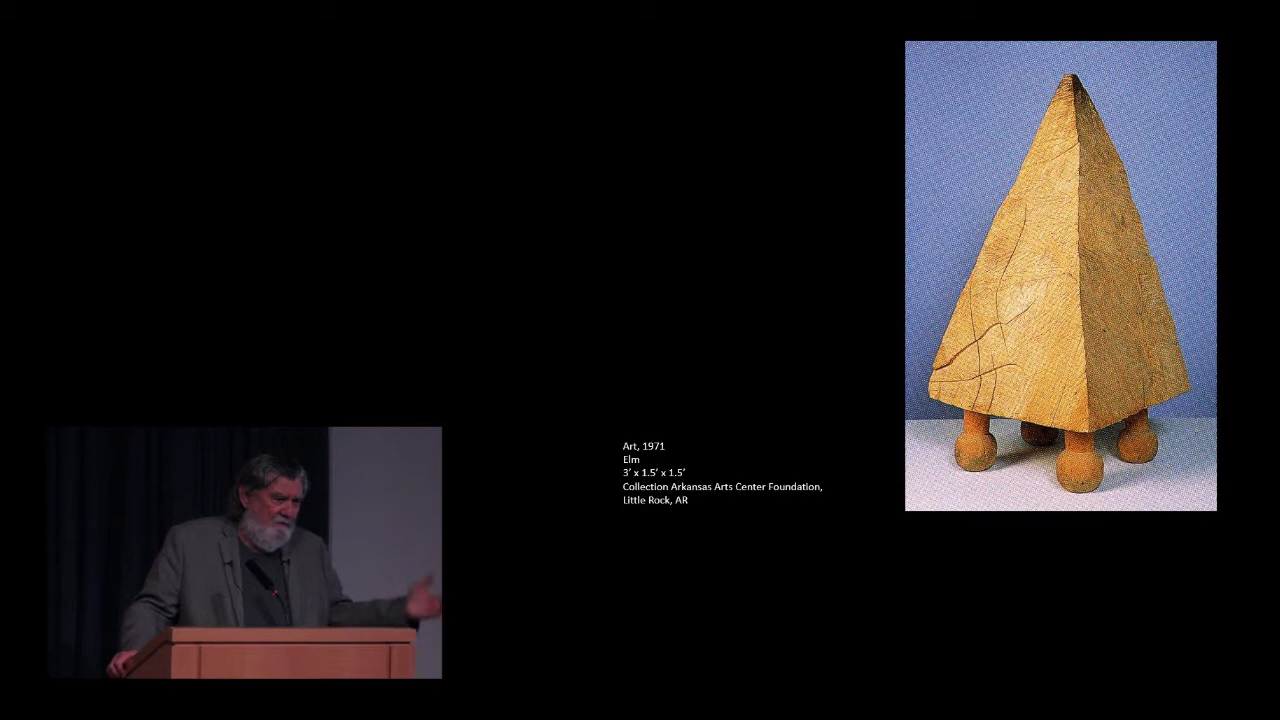 Art, 1971
Elm
3' x 1.5' x 1.5'
Collection Arkansas Arts Center Foundation,
Little Rock, AR